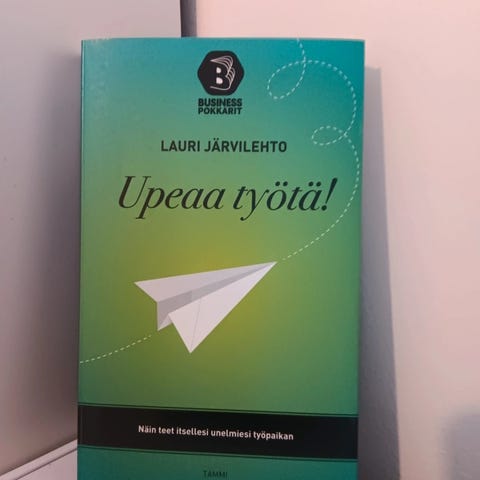 B
BUSINESS
POKKARIT
LAURI JÄRVILEHTO
Upeaa työtä!
Näin teet itsellesi unelmiesi työpaikan
TAMMI